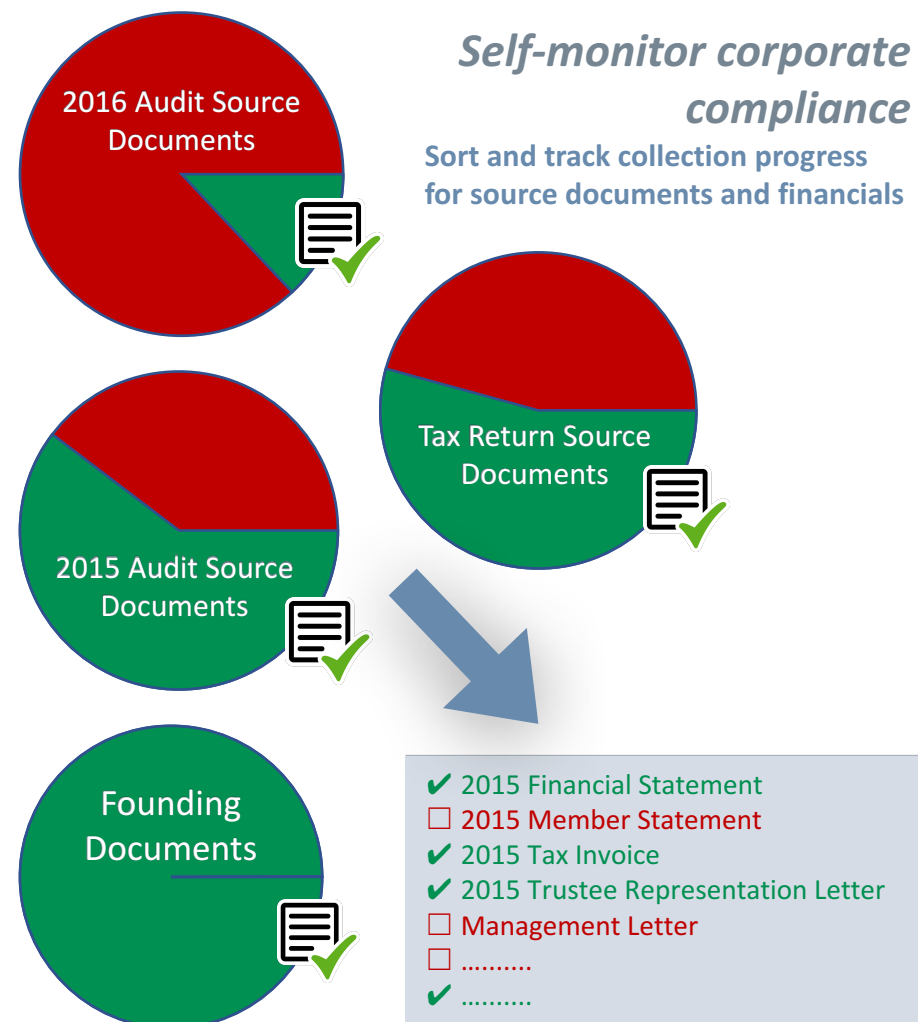 Self-monitor corporate
compliance
Sort and track collection progress
for source documents and financials
2016 Audit Source
Documents
Tax Return Source
Documents
2015 Audit Source
Documents
Founding
Documents
✔ 2015 Financial Statement
☐ 2015 Member Statement
✔ 2015 Tax Invoice
✔ 2015 Trustee Representation Letter
☐ Management Letter
☐ ..........
✔ ..........